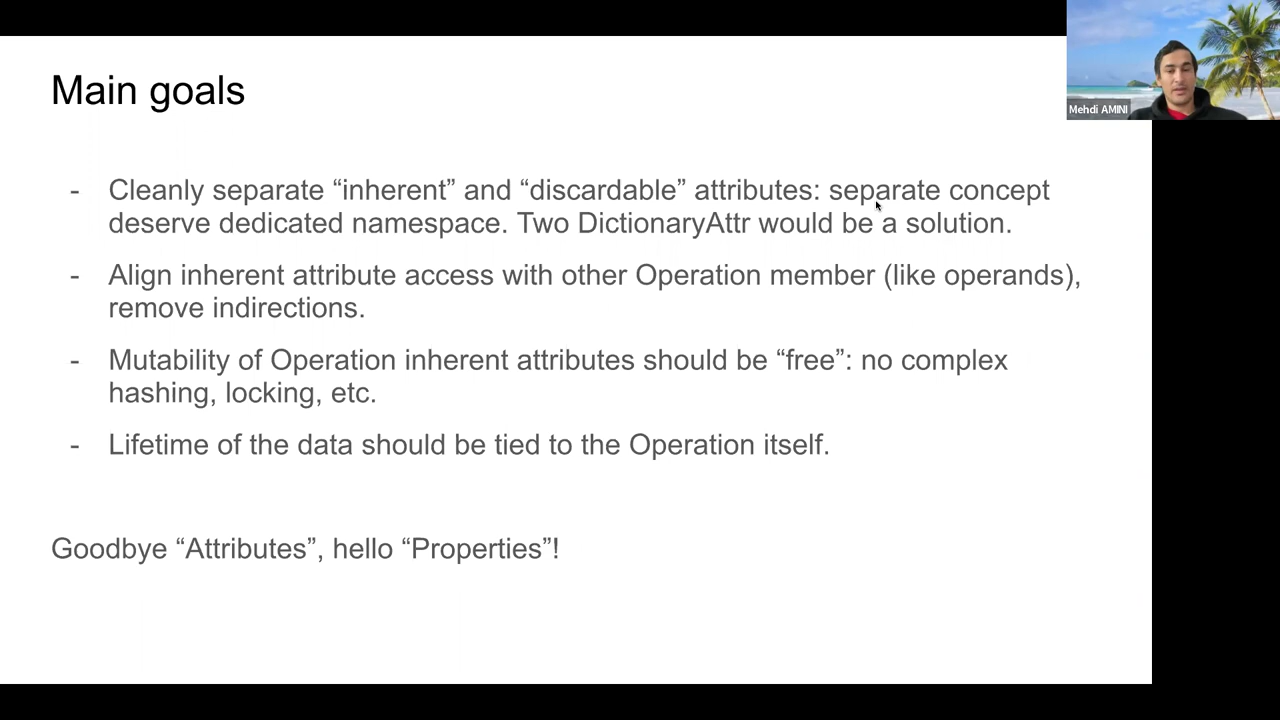 Main goals
Mehdi AMINI
- Cleanly separate “inherent” and “discardable” attributes: separate concept
deserve dedicated namespace. Two DictionaryAttr would be a solution.
- Align inherent attribute access with other Operation member (like operands),
remove indirections.
- Mutability of Operation inherent attributes should be “free”: no complex
hashing, locking, etc.
- Lifetime of the data should be tied to the Operation itself.
Goodbye “Attributes”, hello “Properties”!